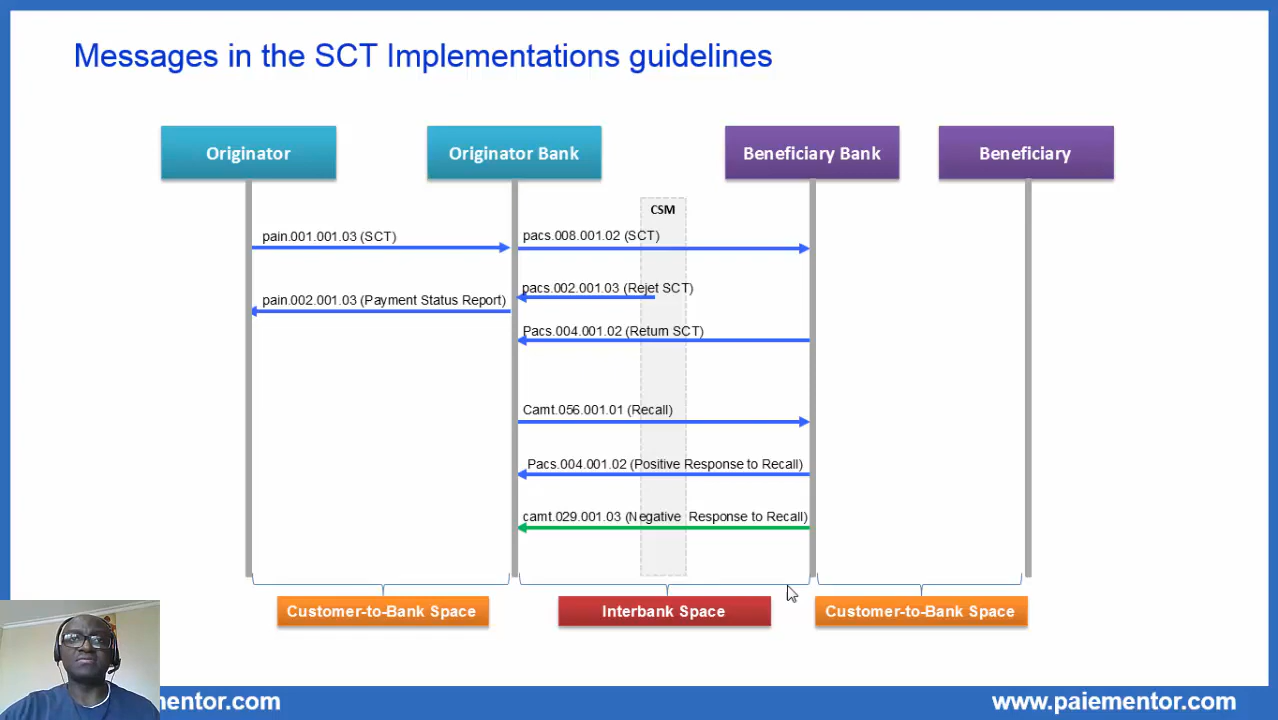 Messages in the SCT Implementations guidelines
Originator
Originator Bank
Beneficiary Bank
Beneficiary
CSM
pain.001.001.03 (SCT)
pacs.008.001.02 (SCT)
pacs.002.001.03 (Rejet SCT)
pain.002.001.03 (Payment Status Report)
Pacs.004.001.02 (Return SCT)
Camt.056.001.01 (Recall)
Pacs.004.001.02 (Positive Response to Recall)
camt.029.001.03 (Negative Response to Recall)
Customer-to-Bank Space
Interbank Space
Customer-to-Bank Space
mentor.com
www.paiementor.com